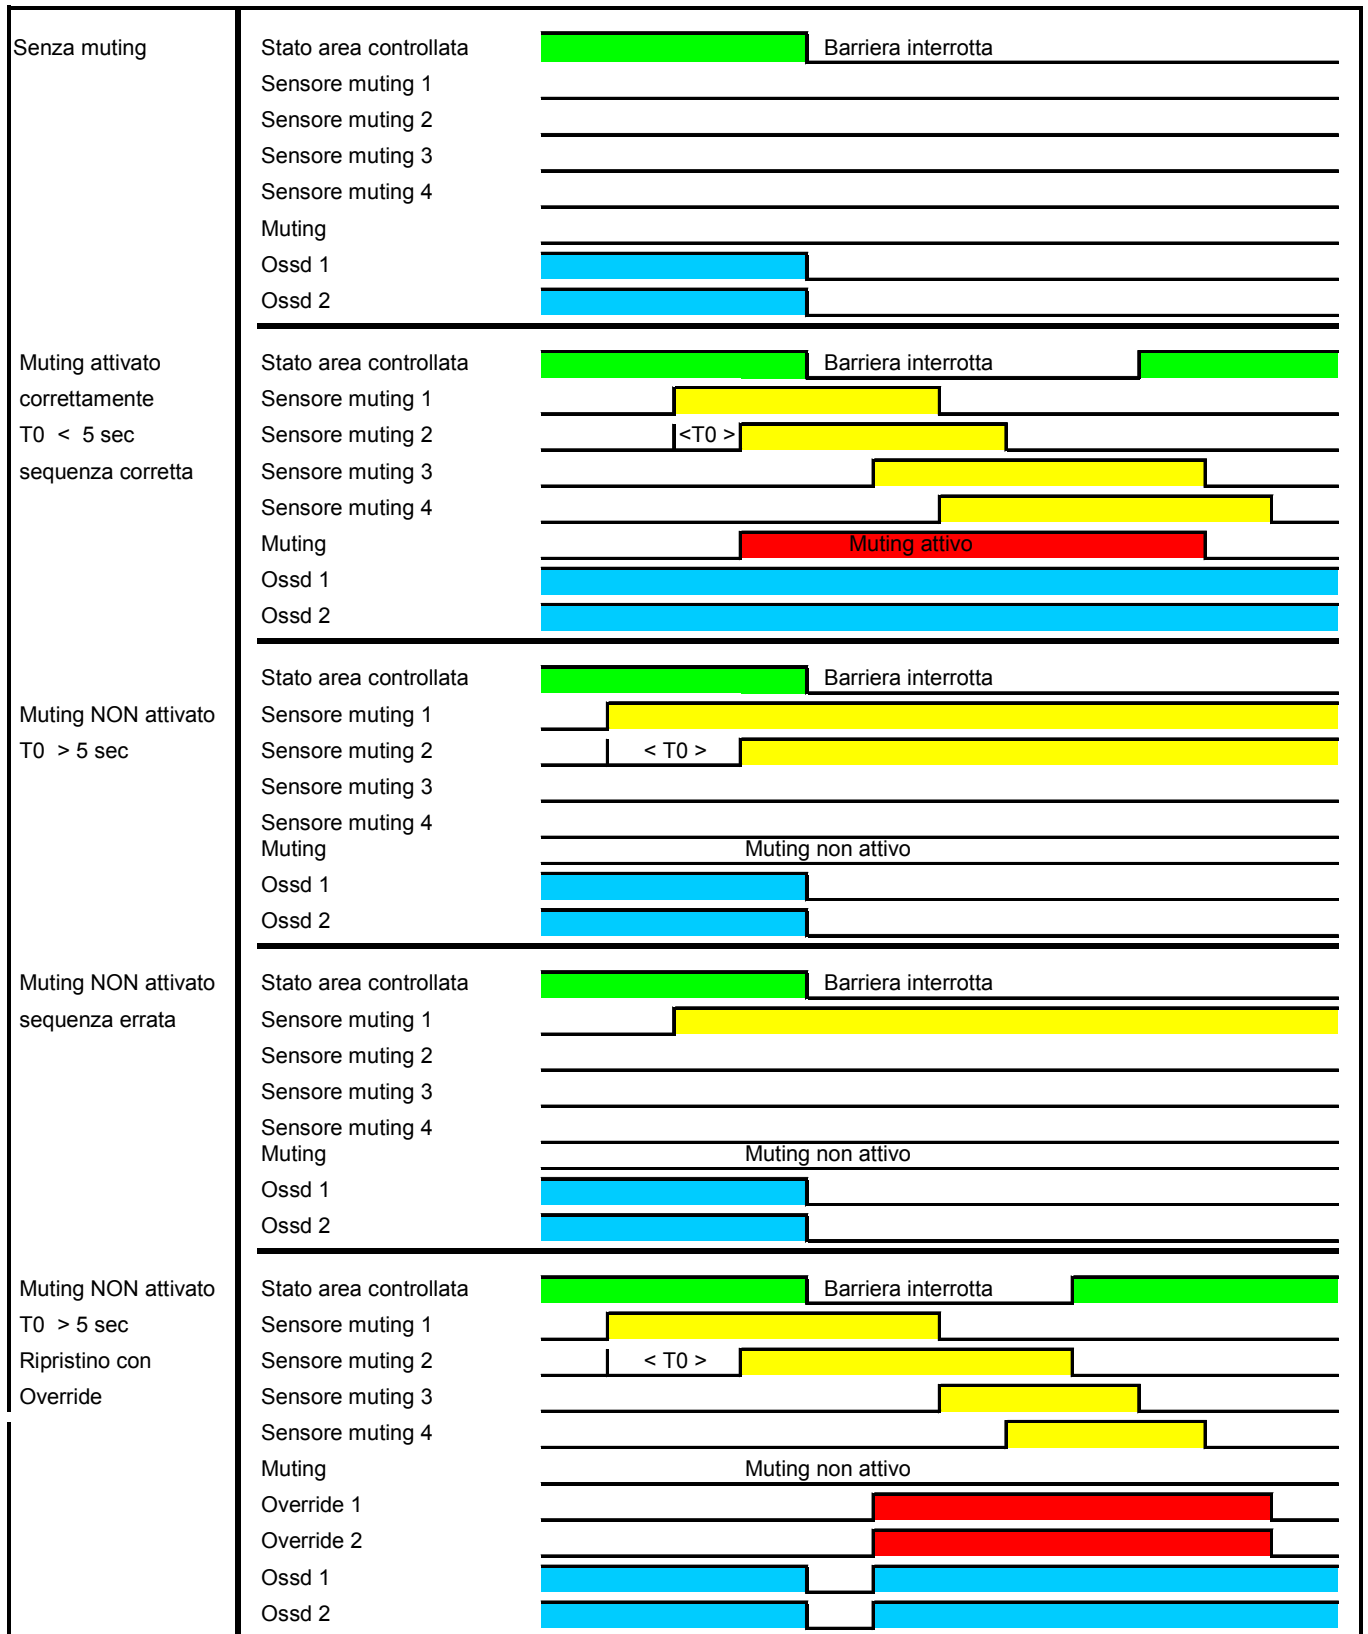 Senza muting
Stato area controllata
Barriera interrotta
Sensore muting 1
Sensore muting 2
Sensore muting 3
Sensore muting 4
Muting
Ossd 1
Ossd 2
Muting attivato
Stato area controllata
Barriera interrotta
correttamente
Sensore muting 1
T0 < 5 sec
Sensore muting 2
<T0 >
sequenza corretta
Sensore muting 3
Sensore muting 4
Muting
Muting attivo
Ossd 1
Ossd 2
Stato area controllata
Barriera interrotta
Muting NON attivato
Sensore muting 1
T0 > 5 sec
Sensore muting 2
< T0 >
Sensore muting 3
Sensore muting 4
Muting
Muting non attivo
Ossd 1
Ossd 2
Muting NON attivato
Stato area controllata
Barriera interrotta
sequenza errata
Sensore muting 1
Sensore muting 2
Sensore muting 3
Sensore muting 4
Muting
Muting non attivo
Ossd 1
Ossd 2
Muting NON attivato
Stato area controllata
Barriera interrotta
T0 > 5 sec
Sensore muting 1
Ripristino con
Sensore muting 2
< T0 >
Override
Sensore muting 3
Sensore muting 4
Muting
Muting non attivo
Override 1
Override 2
Ossd 1
Ossd 2